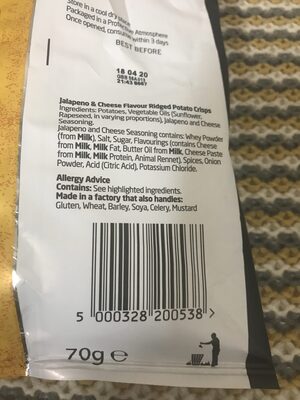 Store in a cool dry place
Packaged in a Protective Atmosphere
Once opened, consume within 3 days
BEST BEFORE
18 04 20
21:43
Jalapeno & Cheese Flavour Ridged Potato Crisps
Ingredients: Potatoes, Vegetable Oils (Sunflower,
Rapeseed, in varying proportions), Jalapeno and Cheese
Seasoning.
Jalapeno and Cheese Seasoning contains: Whey Powder
(from Milk), Salt, Sugar, Flavourings (contains Cheese
from Milk, Milk Fat, Butter Oil from Milk, Cheese Paste
from Milk, Milk Protein, Animal Rennet), Spices, Onion
Powder, Acid (Citric Acid), Potassium Chloride.
Allergy Advice
Contains: See highlighted ingredients.
Made in a factory that also handles:
Gluten, Wheat, Barley, Soya, Celery, Mustard
5 000328 200538 >
70g e